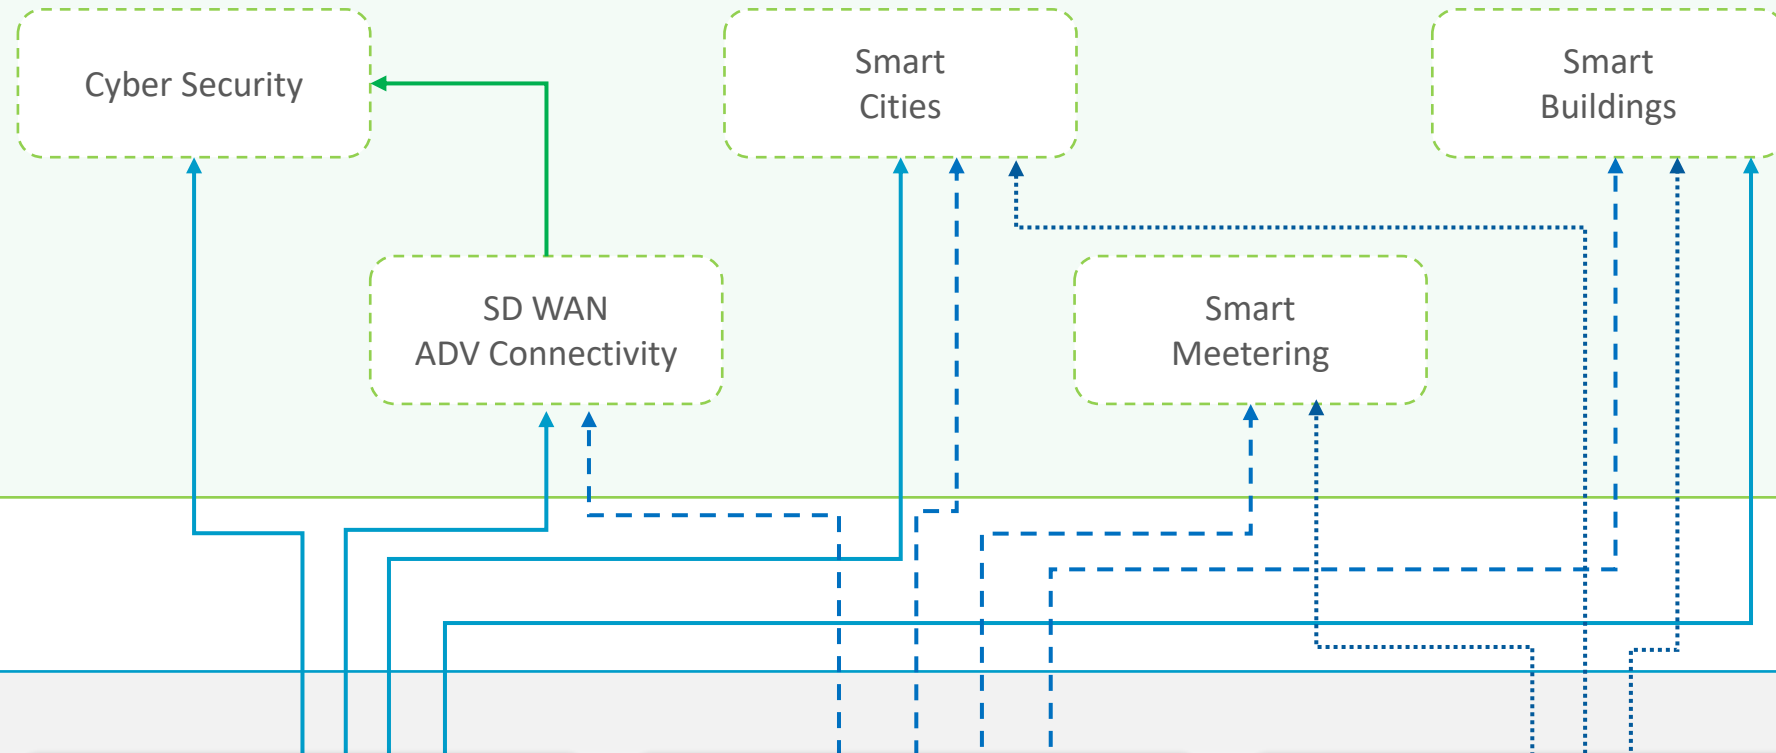 Cyber Security
Smart
Cities
Smart
Buildings
SD WAN
ADV Connectivity
Smart
Meetering